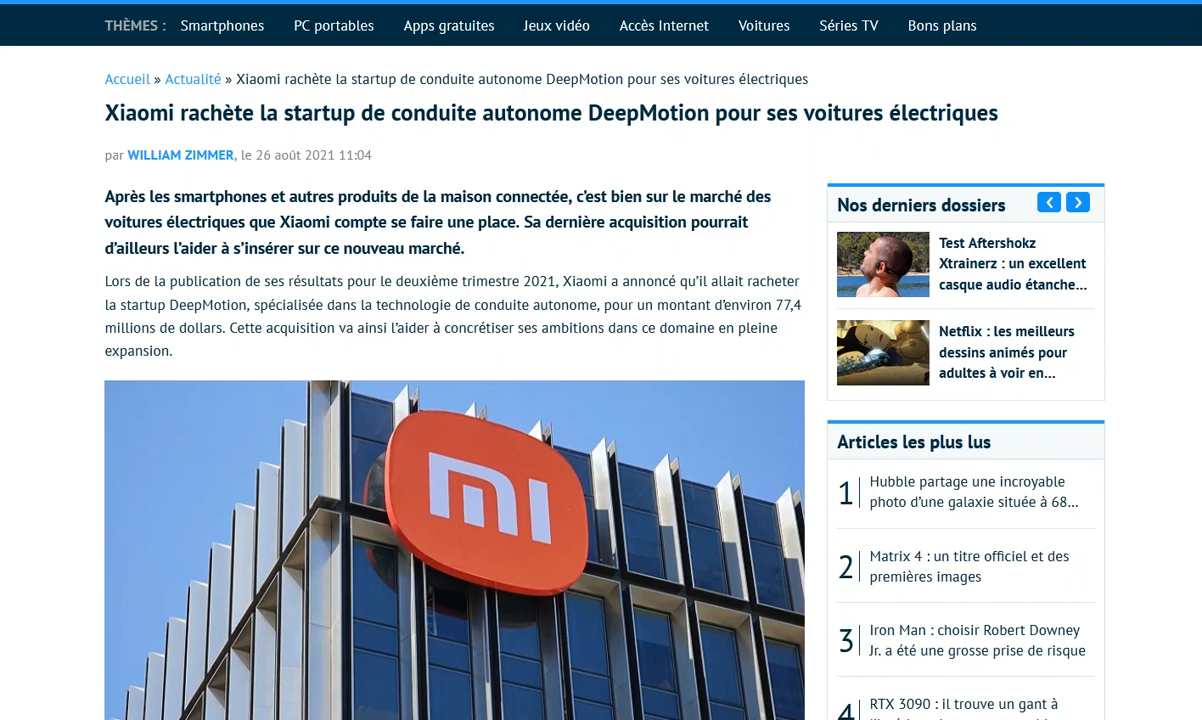 THÈMES : Smartphones PC portables Apps gratuites Jeux vidéo Accès Internet Voitures Séries TV Bons plans
Accueil » Actualité » Xiaomi rachète la startup de conduite autonome DeepMotion pour ses voitures électriques
Xiaomi rachète la startup de conduite autonome DeepMotion pour ses voitures électriques
par WILLIAM ZIMMER, le 26 août 2021 11:04
Après les smartphones et autres produits de la maison connectée, c’est bien sur le marché des
voitures électriques que Xiaomi compte se faire une place. Sa dernière acquisition pourrait
d’ailleurs l’aider à s’insérer sur ce nouveau marché.
Lors de la publication de ses résultats pour le deuxième trimestre 2021, Xiaomi a annoncé qu’il allait racheter
la startup DeepMotion, spécialisée dans la technologie de conduite autonome, pour un montant d’environ 77,4
millions de dollars. Cette acquisition va ainsi l’aider à concrétiser ses ambitions dans ce domaine en pleine
expansion.
mi
Nos derniers dossiers
Test Aftershokz
Xtrainerz : un excellent
casque audio étanche...
Netflix : les meilleurs
dessins animés pour
adultes à voir en...
Articles les plus lus
1 Hubble partage une incroyable
photo d’une galaxie située à 68...
2 Matrix 4 : un titre officiel et des
premières images
3 Iron Man : choisir Robert Downey
Jr. a été une grosse prise de risque
4 RTX 3090 : il trouve un gant à